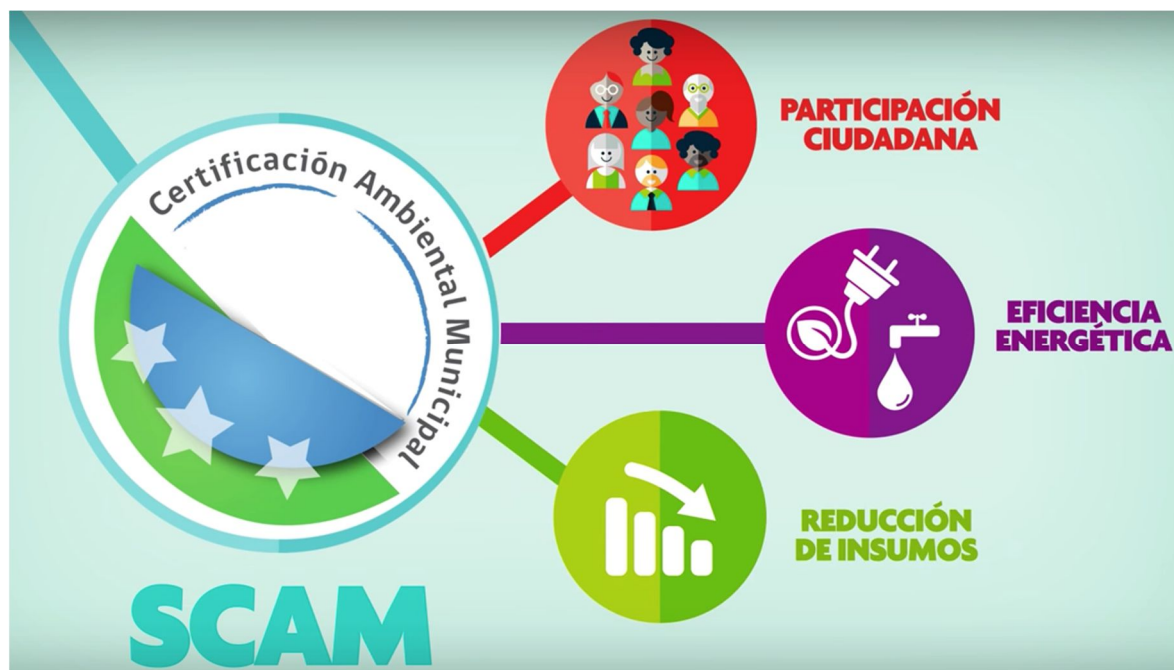 Certificación Ambiental Municipal
SCAM
PARTICIPACIÓN
CIUDADANA
EFICIENCIA
ENERGÉTICA
REDUCCIÓN
DE INSUMOS